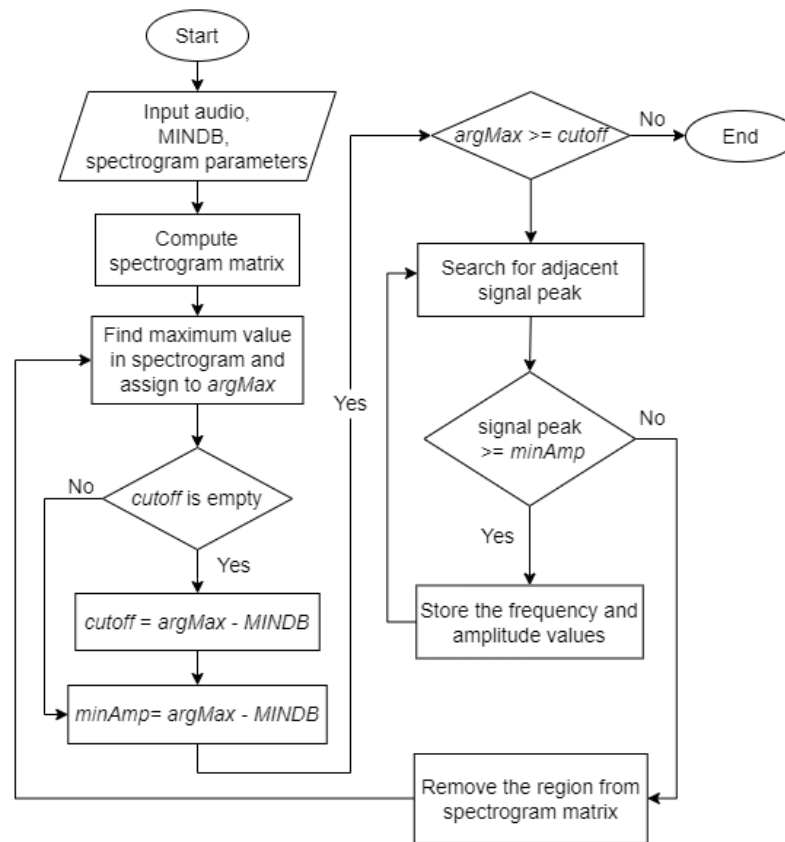 Start
Input audio,
MINDB,
spectrogram parameters
Compute
spectrogram matrix
Find maximum value
in spectrogram and
assign to argMax
cutoff is empty
No
Yes
cutoff = argMax - MINDB
minAmp= argMax - MINDB
Yes
argMax >= cutoff
No
End
Search for adjacent
signal peak
signal peak
>= minAmp
No
Yes
Store the frequency and
amplitude values
Remove the region from
spectrogram matrix